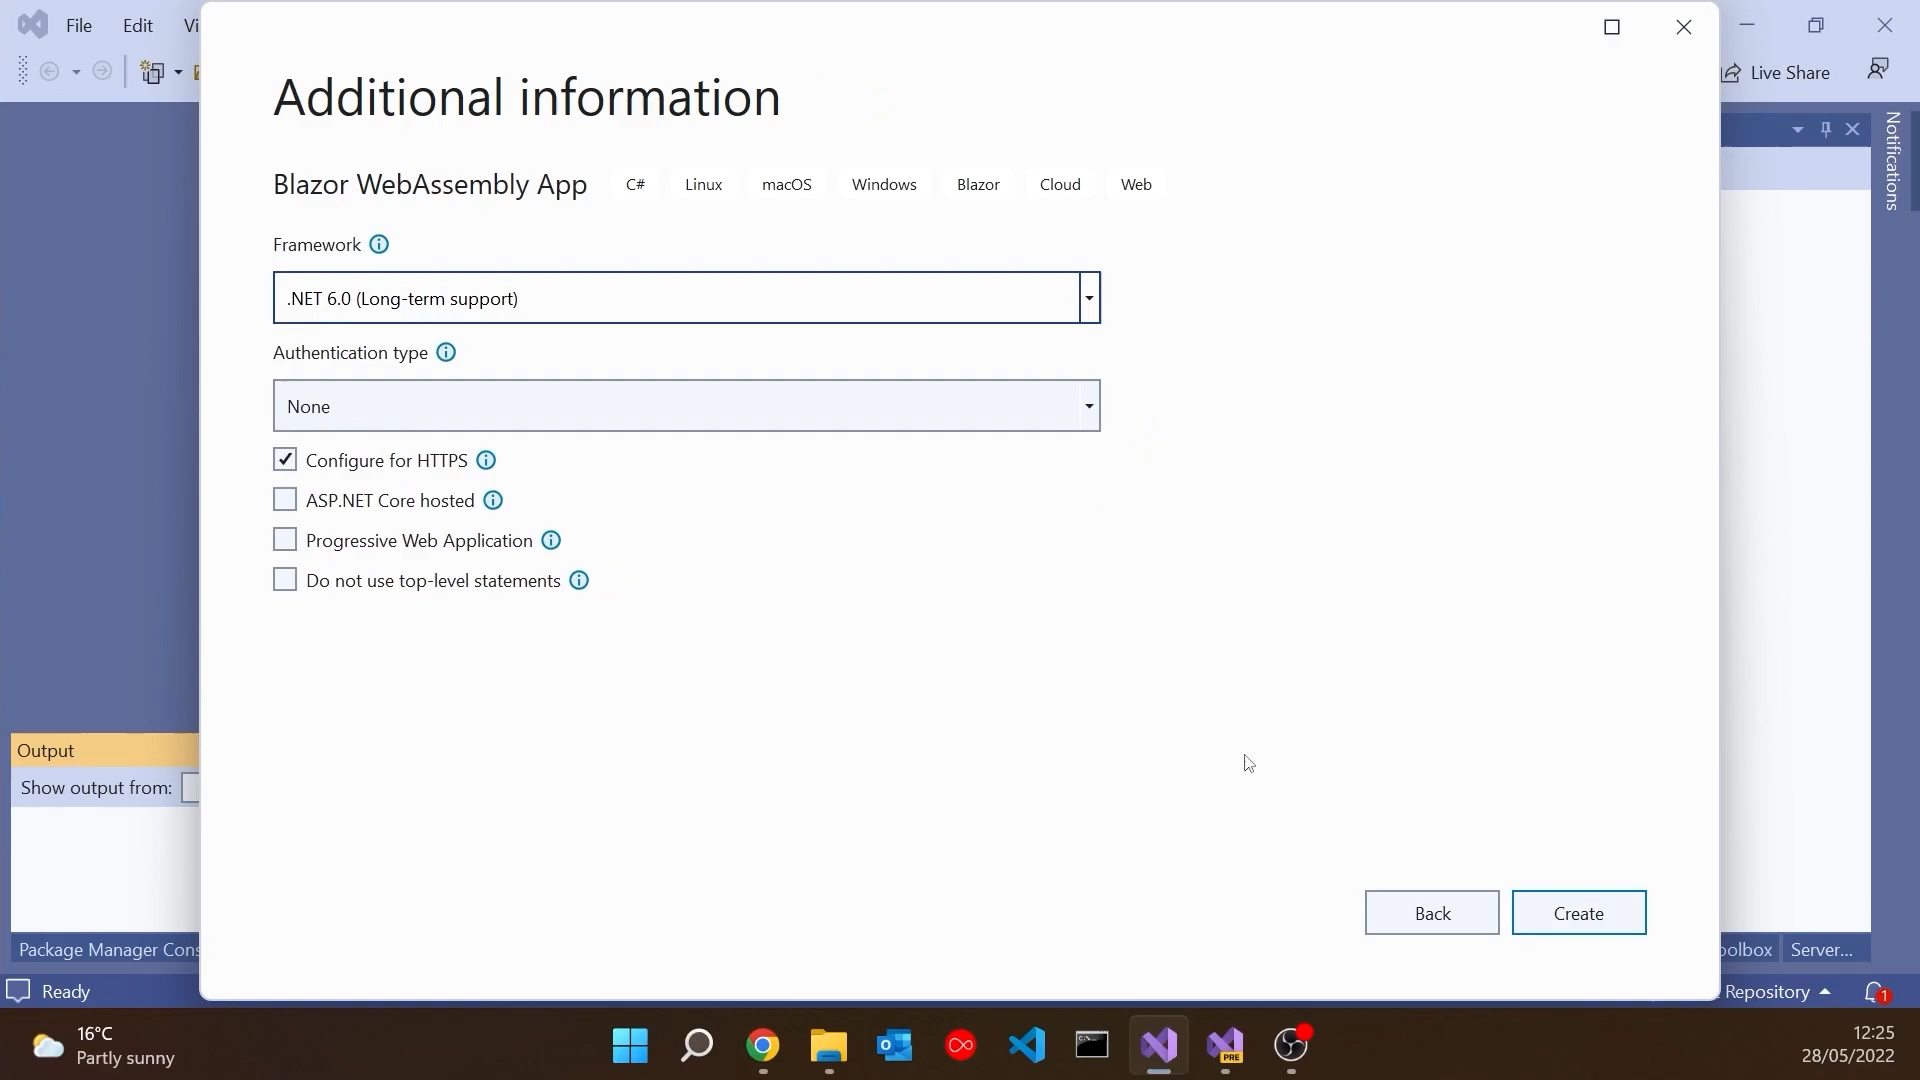 File Edit Vi
Live Share
Additional information
Blazor WebAssembly App C# Linux macOS Windows Blazor Cloud Web
Notifications
Framework
.NET 6.0 (Long-term support)
Authentication type
None
Configure for HTTPS
ASP.NET Core hosted
Progressive Web Application
Do not use top-level statements
Output
Show output from:
Back Create
Package Manager Cons
oolbox Server...
Ready
Repository 1
16°C
Partly sunny
PRE
12:25
28/05/2022